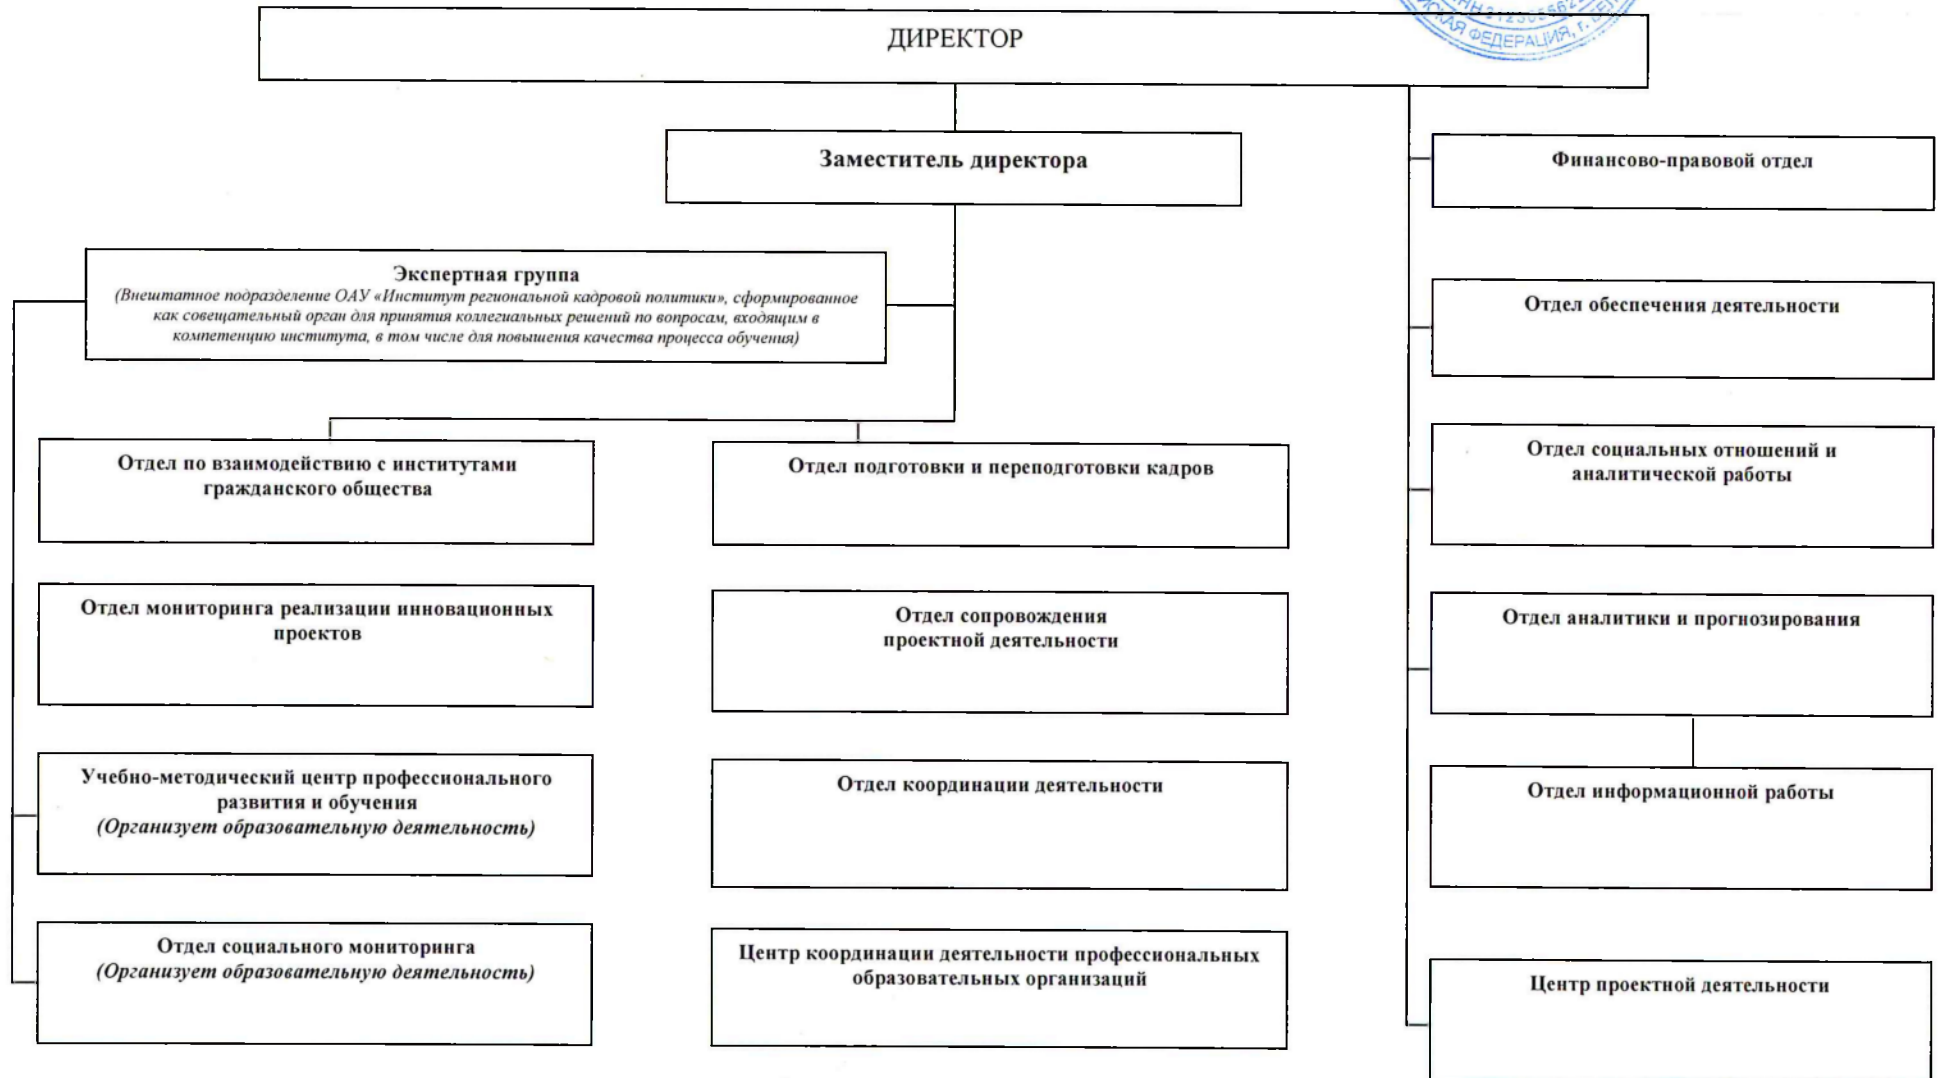 ДИРЕКТОР
ФЕДЕРАЦИЯ, г.
Заместитель директора
Финансово-правовой отдел
Экспертная группа
(Внештатное подразделение ОАУ «Институт региональной кадровой политики», сформированное
как совещательный орган для принятия коллегиальных решений по вопросам, входящим в
компетенцию института, в том числе для повышения качества процесса обучения)
Отдел обеспечения деятельности
Отдел по взаимодействию с институтами
гражданского общества
Отдел подготовки и переподготовки кадров
Отдел социальных отношений и
аналитической работы
Отдел мониторинга реализации инновационных
проектов
Отдел сопровождения
проектной деятельности
Отдел аналитики и прогнозирования
Учебно-методический центр профессионального
развития и обучения
(Организует образовательную деятельность)
Отдел координации деятельности
Отдел информационной работы
Отдел социального мониторинга
(Организует образовательную деятельность)
Центр координации деятельности профессиональных
образовательных организаций
Центр проектной деятельности